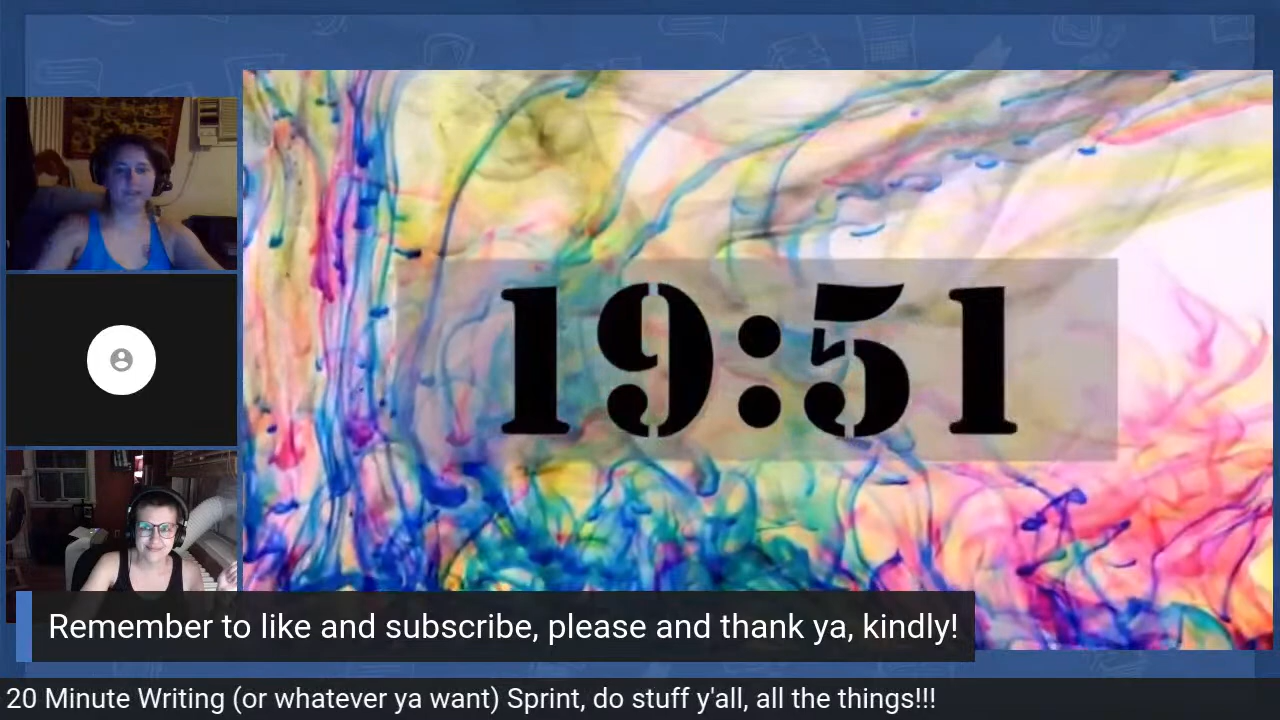 19:51
Remember to like and subscribe, please and thank ya, kindly!
20 Minute Writing (or whatever ya want) Sprint, do stuff y'all, all the things!!!